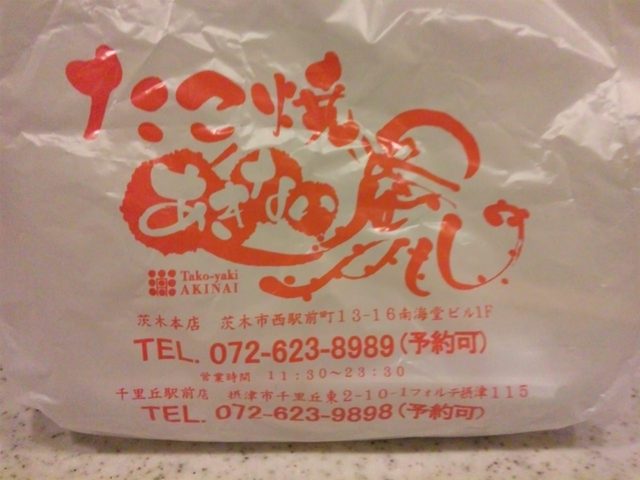 たこ焼
あきない
Tako-yaki
AKINAI
茨木本店 茨木市西駅前町13-16南海堂ビル1F
TEL. 072-623-8989(予約可)
営業時間 11:30~23:30
千里丘駅前店 摂津市千里丘東2-10-1フォルテ摂津115
TEL. 072-623-9898(予約可)